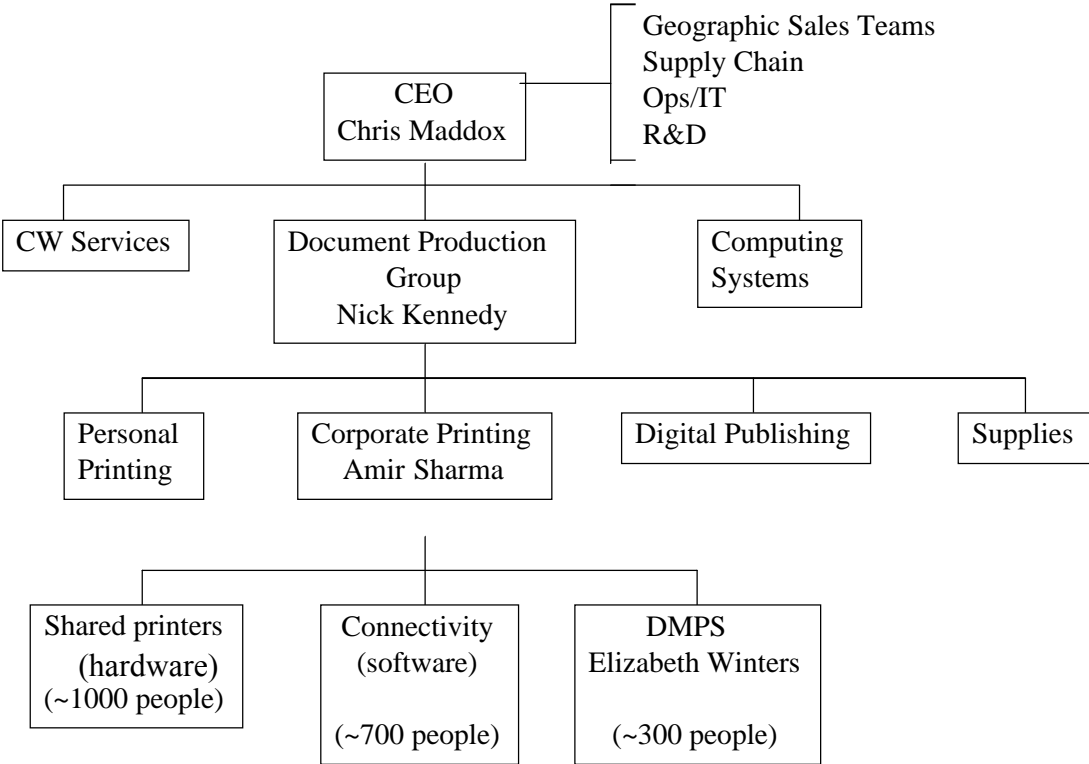 Geographic Sales Teams
Supply Chain
Ops/IT
R&D
CEO
Chris Maddox
CW Services
Document Production
Group
Nick Kennedy
Computing
Systems
Personal
Printing
Corporate Printing
Amir Sharma
Digital Publishing
Supplies
Shared printers
(hardware)
(~1000 people)
Connectivity
(software)
(~700 people)
DMPS
Elizabeth Winters
(~300 people)